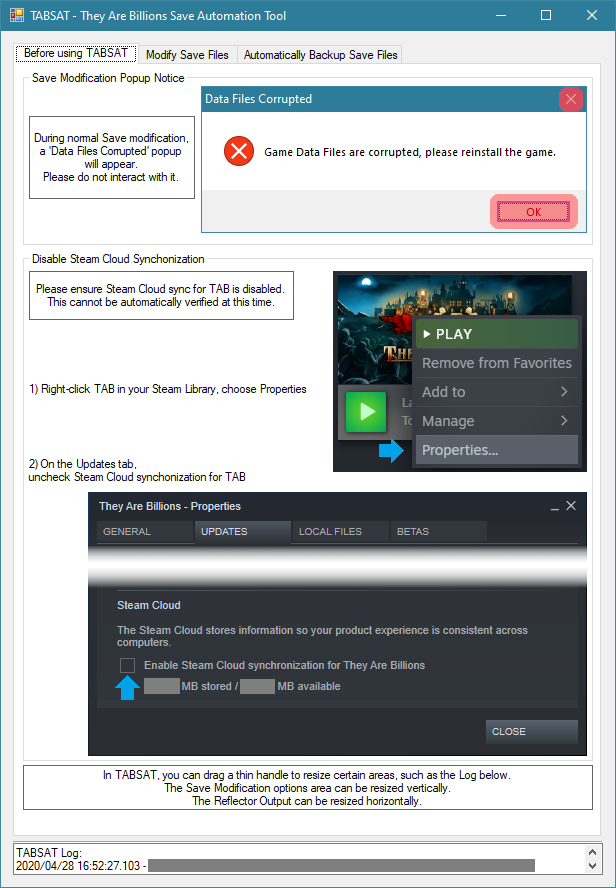 TABSAT - They Are Billions Save Automation Tool
Before using TABSAT
Modify Save Files
Automatically Backup Save Files
Save Modification Popup Notice
During normal Save modification,
a 'Data Files Corrupted' popup
will appear.
Please do not interact with it.
Data Files Corrupted
Game Data Files are corrupted, please reinstall the game.
OK
Disable Steam Cloud Synchonization
Please ensure Steam Cloud sync for TAB is disabled.
This cannot be automatically verified at this time.
1) Right-click TAB in your Steam Library, choose Properties
PLAY
Remove from Favorites
Add to
Manage
Properties...
2) On the Updates tab,
uncheck Steam Cloud synchonization for TAB
They Are Billions - Properties
GENERAL
UPDATES
LOCAL FILES
BETAS
Steam Cloud
The Steam Cloud stores information so your product experience is consistent across
computers.
Enable Steam Cloud synchronization for They Are Billions
MB stored / MB available
CLOSE
In TABSAT, you can drag a thin handle to resize certain areas, such as the Log below.
The Save Modification options area can be resized vertically.
The Reflector Output can be resized horizontally.
TABSAT Log:
2020/04/28 16:52:27.103 -